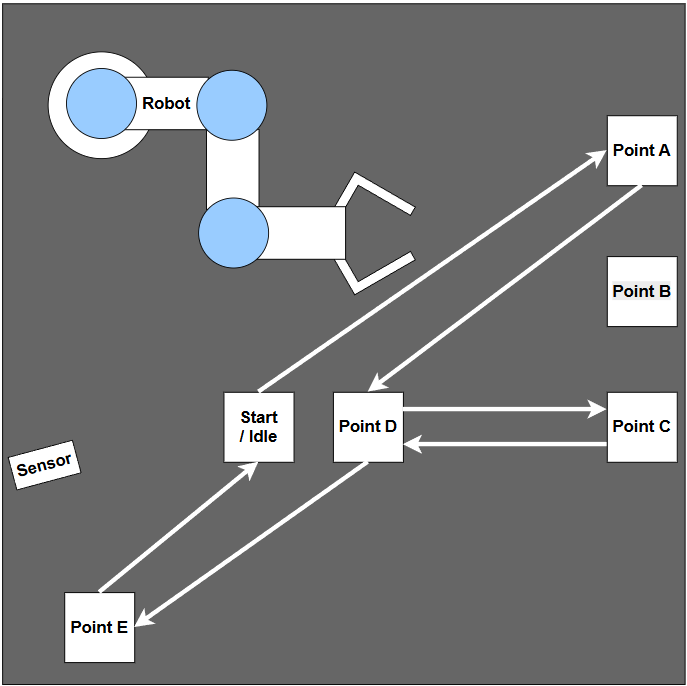 Robot
Point A
Point B
Start
/ Idle
Point D
Point C
Sensor
Point E